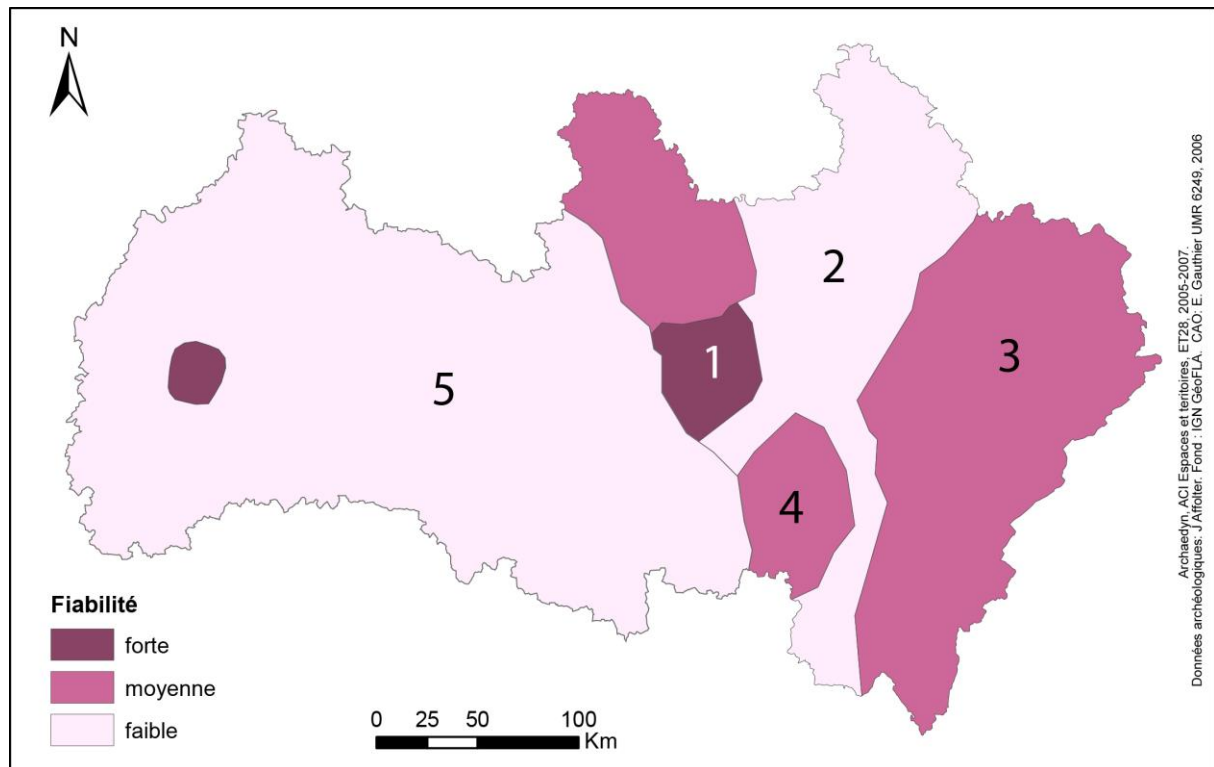 N
2
1
3
5
4
Fiabilité
forte
moyenne
faible
0 25 50 100
Km
Archaedyn, ACI Espaces et teritoires, ET28, 2005-2007.
Données archéologiques: J Affolter. Fond : IGN GéoFLA. CAO: E. Gauthier UMR 6249, 2006